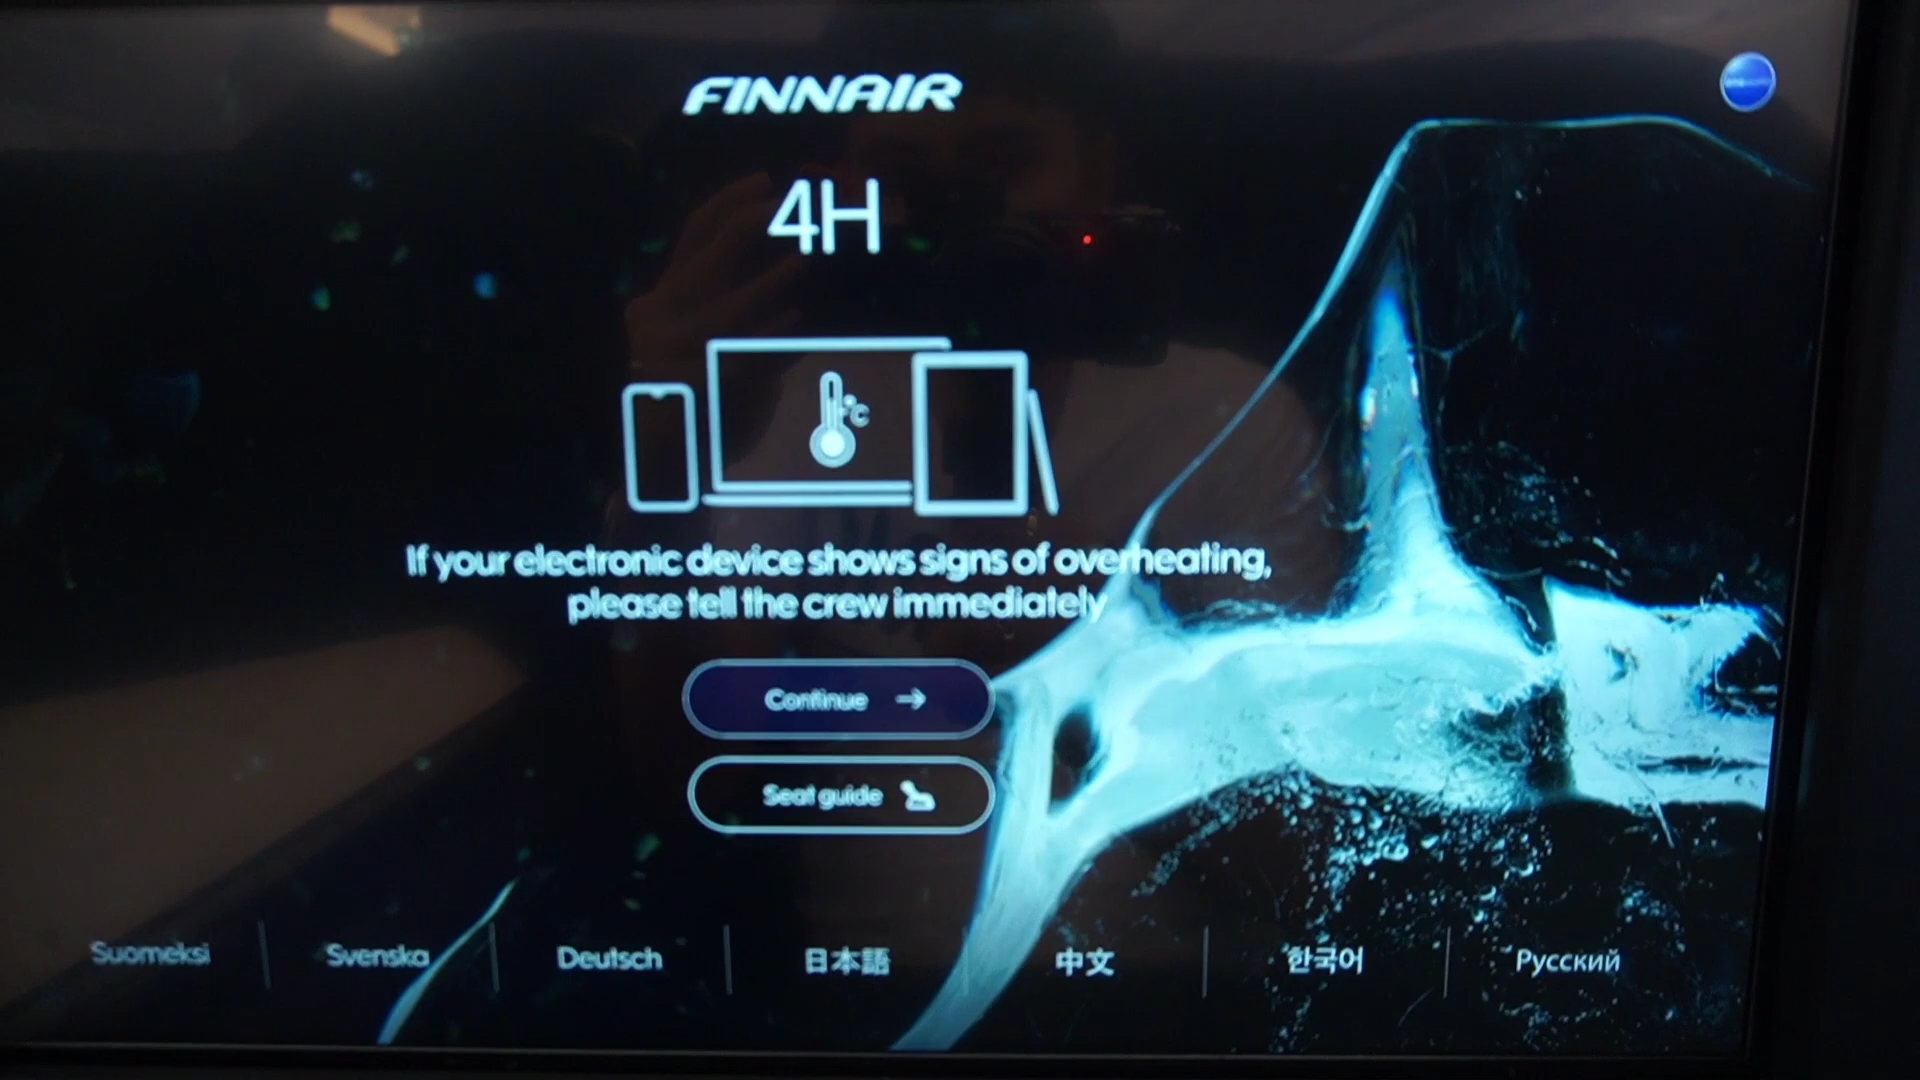 FINNAIR
4H
°C
If your electronic device shows signs of overheating,
please tell the crew immediately
Continue →
Seat guide
Suomeksi
Svenska
Deutsch
日本語
中文
한국어
Русский